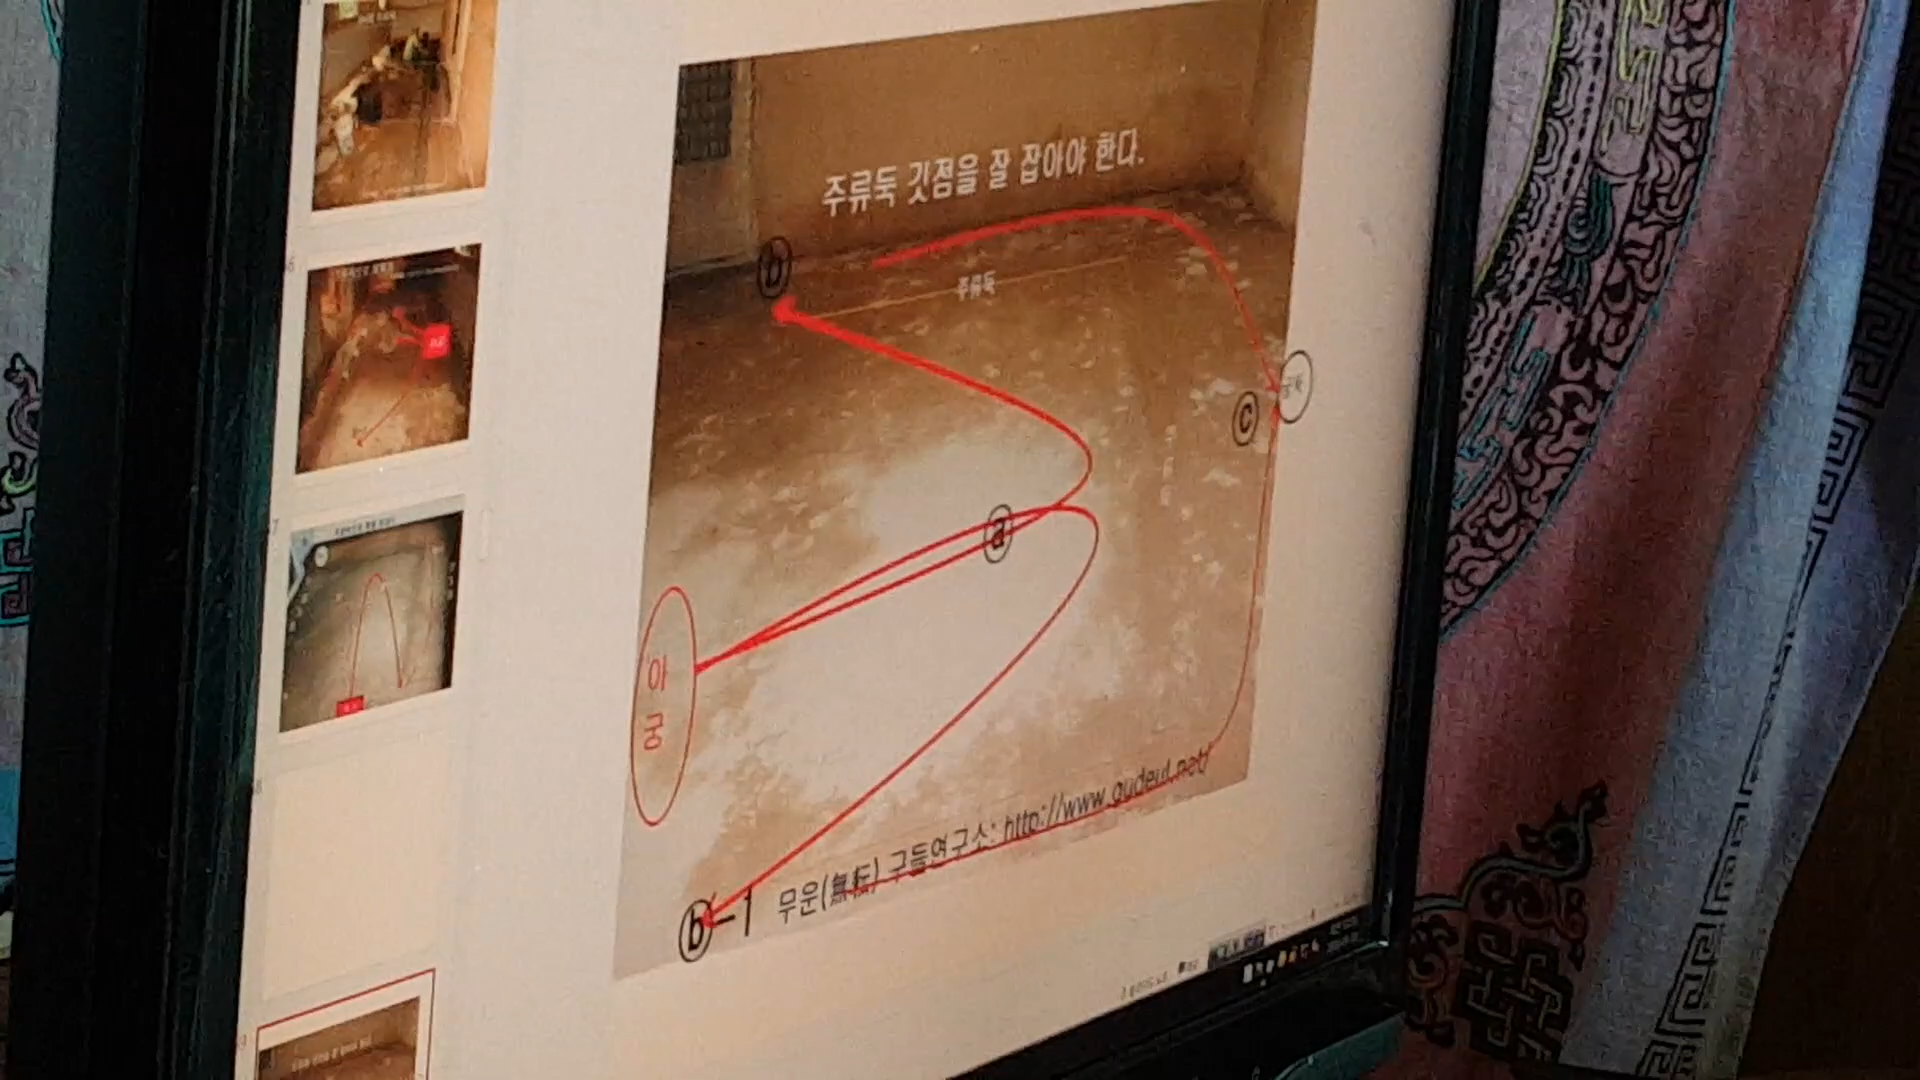 주류둑 깃점을 잘 잡아야 한다.
ⓑ
주류둑
ⓒ
ⓐ
아
궁
ⓑ-1
무운(無耘) 구들연구소: http://www.gudeul.net/